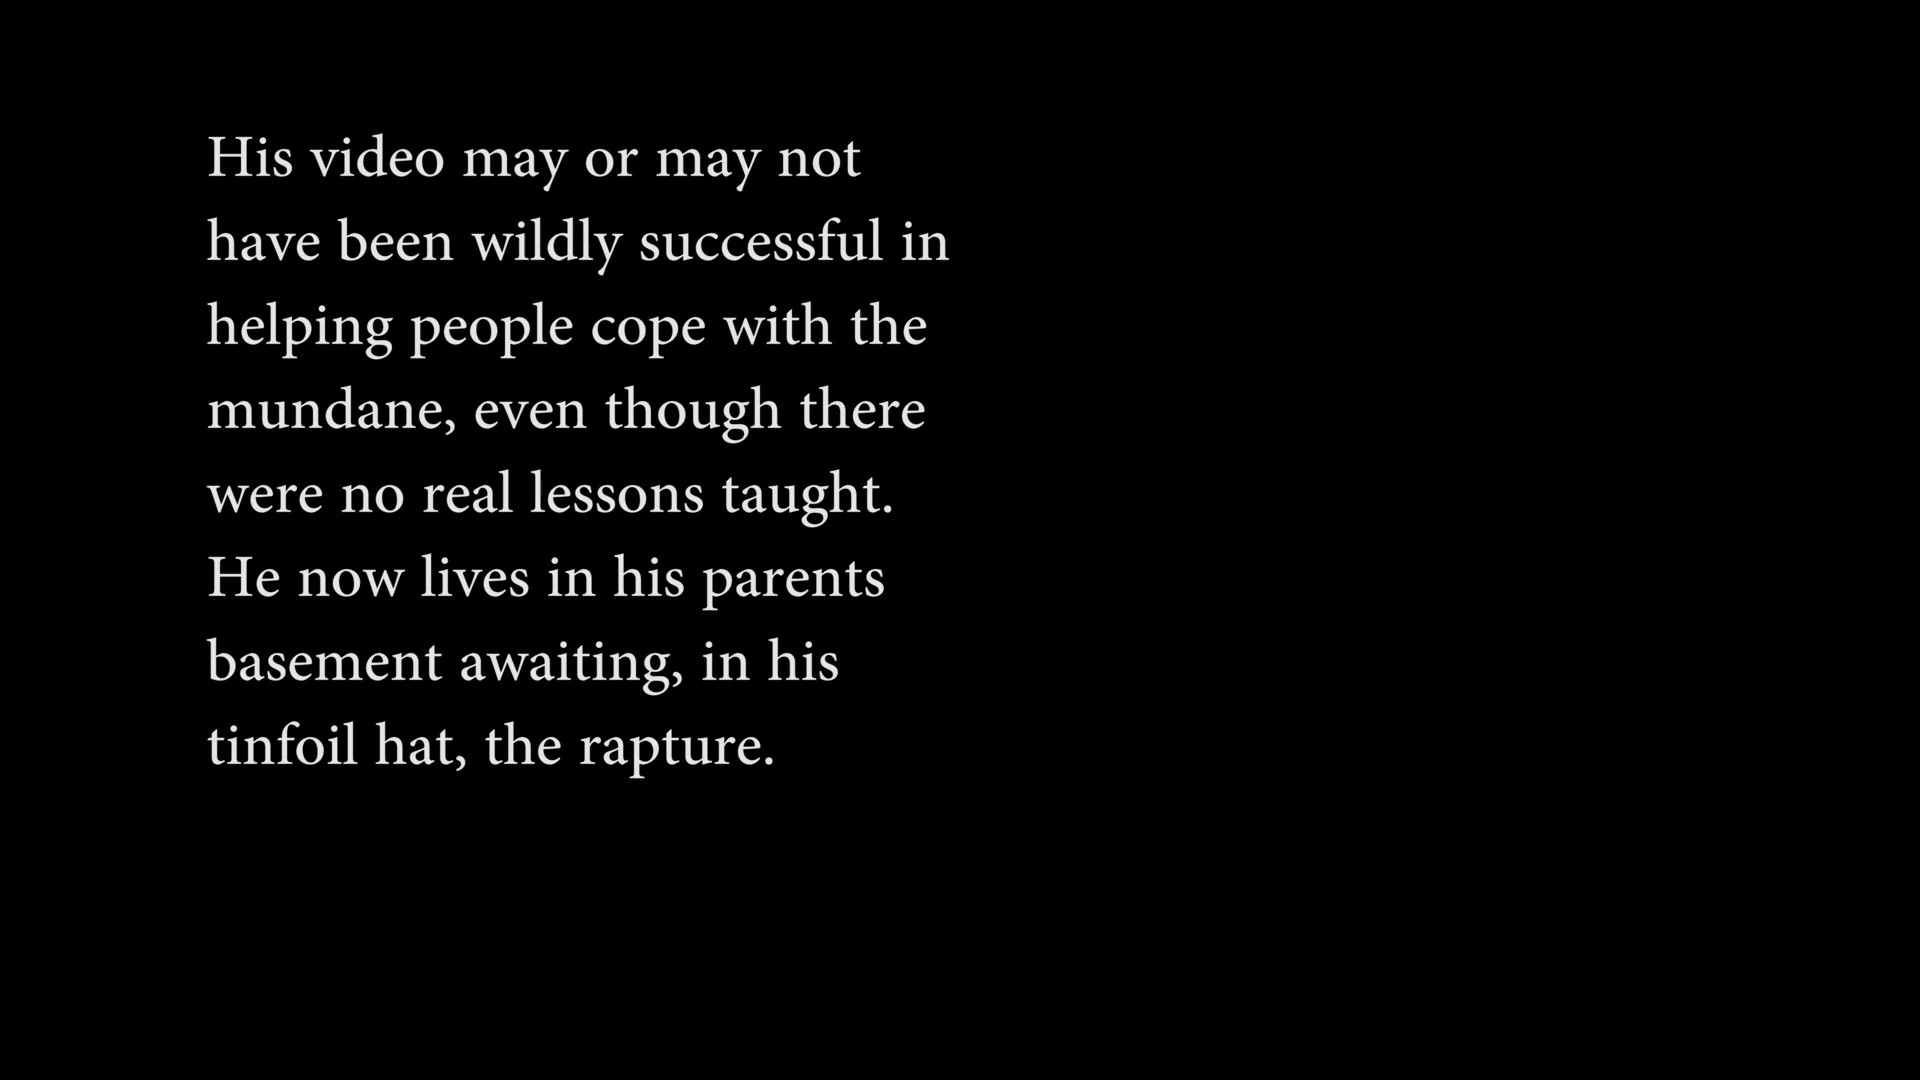 His video may or may not
have been wildly successful in
helping people cope with the
mundane, even though there
were no real lessons taught.
He now lives in his parents
basement awaiting, in his
tinfoil hat, the rapture.